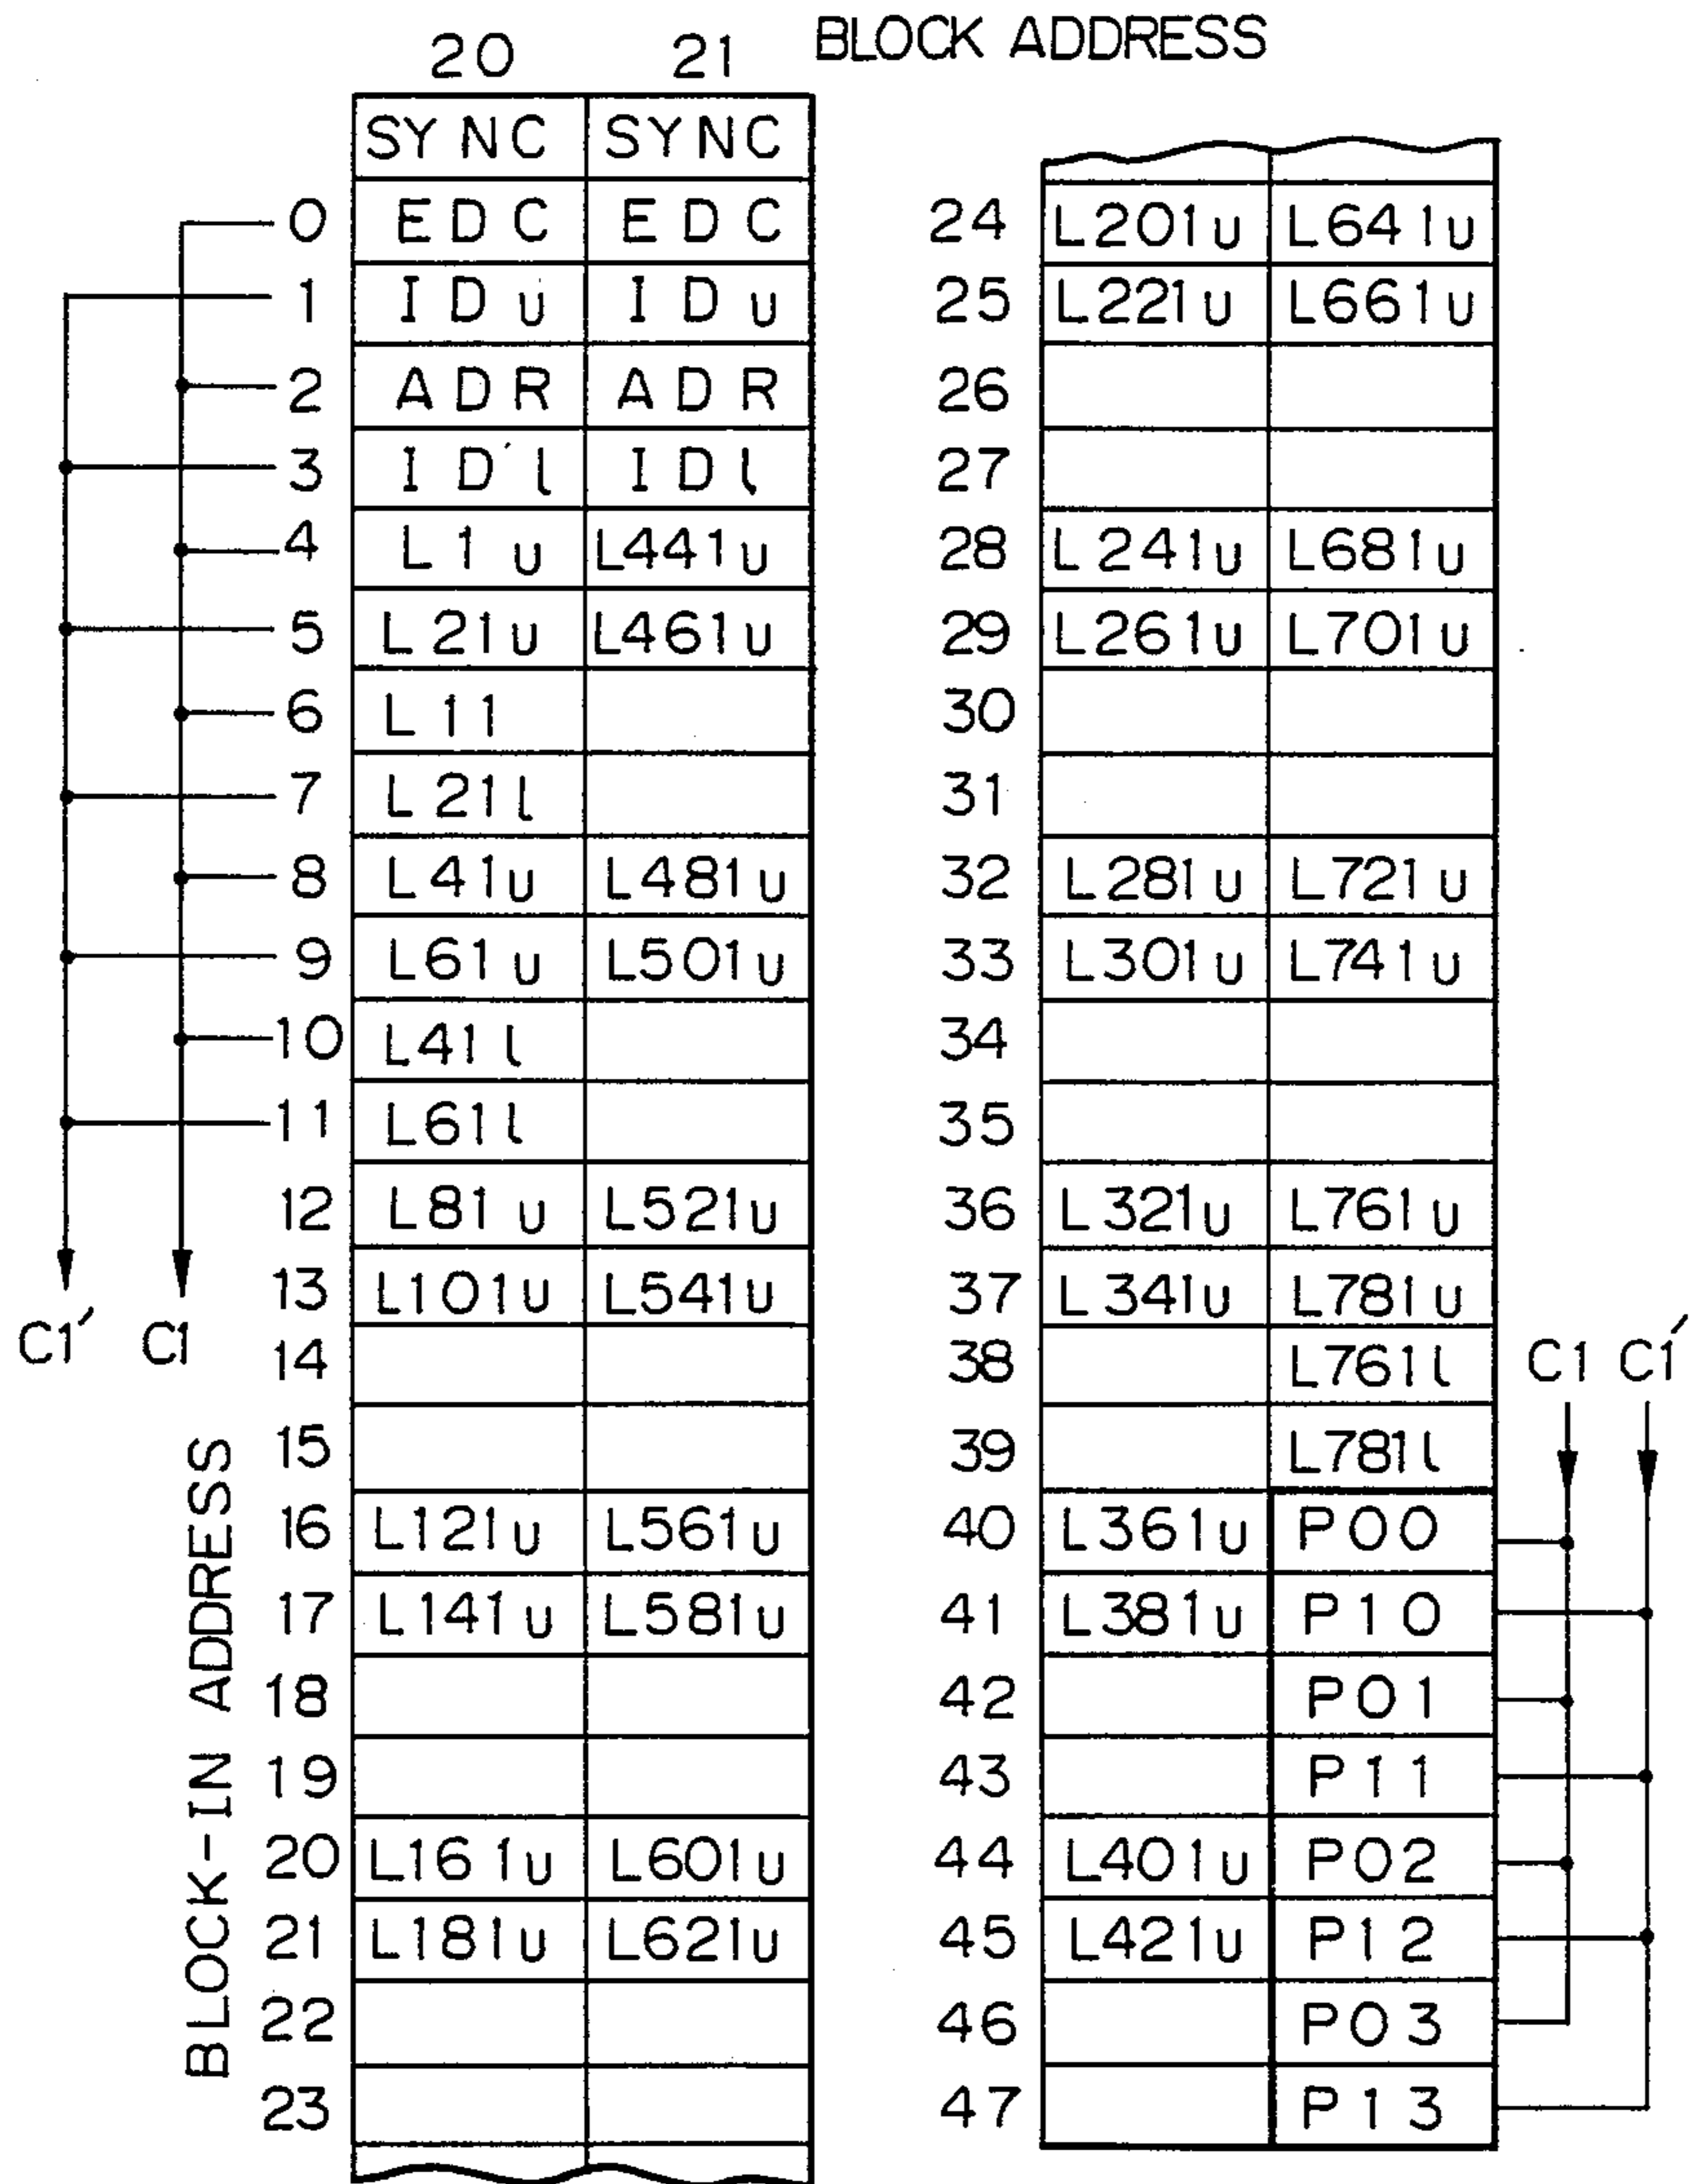 BLOCK ADDRESS
20 21
SYNC SYNC
0 EDC EDC
1 IDu IDu
2 ADR ADR
3 ID'l IDl
4 L1u L441u
5 L21u L461u
6 L11
7 L21l
8 L41u L481u
9 L61u L501u
10 L41l
11 L61l
12 L81u L521u
13 L101u L541u
14
15
16 L121u L561u
17 L141u L581u
18
19
20 L161u L601u
21 L181u L621u
22
23
C1' C1
BLOCK-IN ADDRESS
24 L201u L641u
25 L221u L661u
26
27
28 L241u L681u
29 L261u L701u
30
31
32 L281u L721u
33 L301u L741u
34
35
36 L321u L761u
37 L341u L781u
38 L761l
39 L781l
40 L361u P00
41 L381u P10
42 P01
43 P11
44 L401u P02
45 L421u P12
46 P03
47 P13
C1 C1'